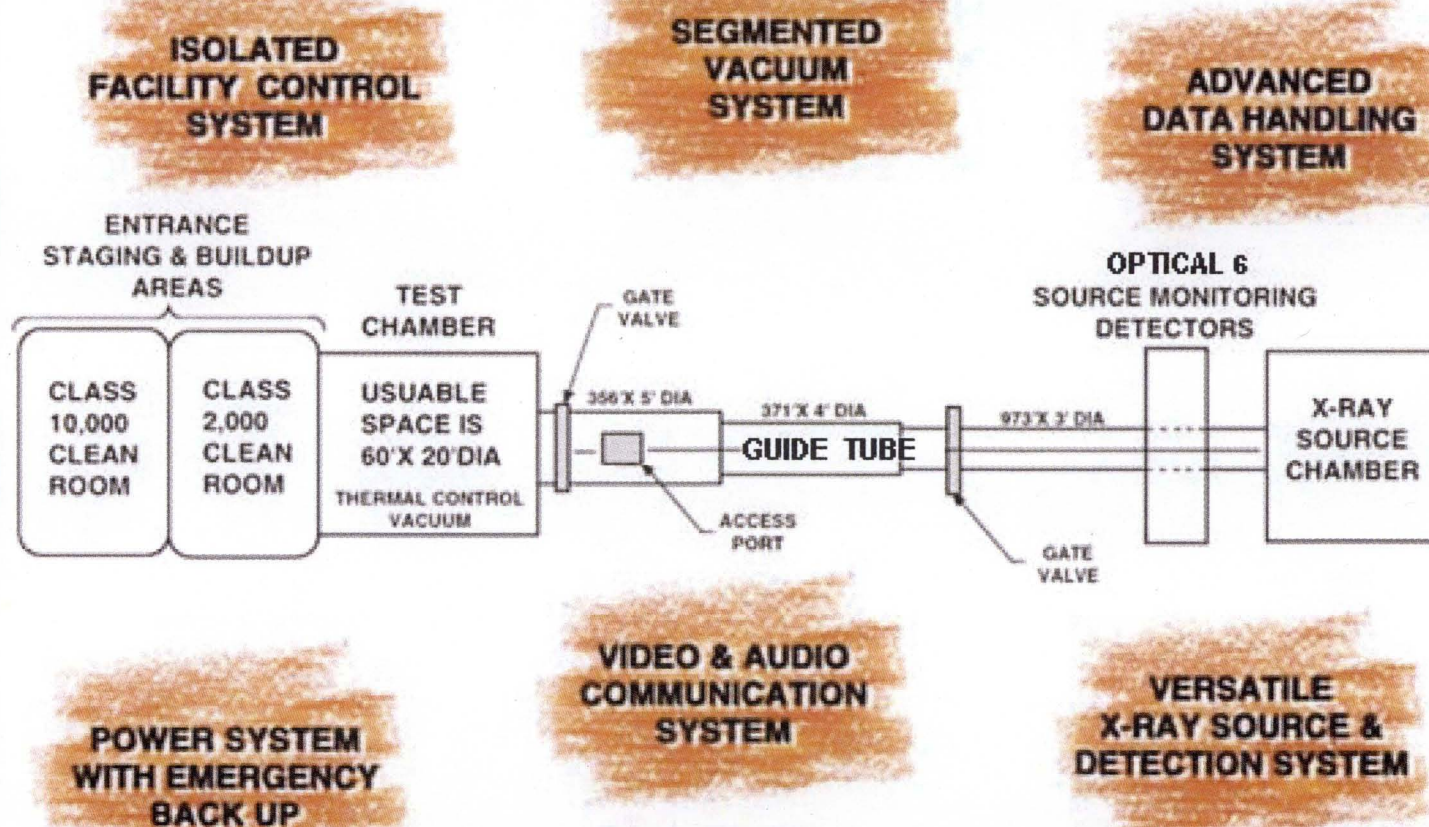 ISOLATED
FACILITY CONTROL
SYSTEM
SEGMENTED
VACUUM
SYSTEM
ADVANCED
DATA HANDLING
SYSTEM
ENTRANCE
STAGING & BUILDUP
AREAS
TEST
CHAMBER
GATE
VALVE
OPTICAL 6
SOURCE MONITORING
DETECTORS
CLASS
10,000
CLEAN
ROOM
CLASS
2,000
CLEAN
ROOM
USUABLE
SPACE IS
60'X 20'DIA
THERMAL CONTROL
VACUUM
356'X 5' DIA
371'X 4' DIA
GUIDE TUBE
973'X 3' DIA
X-RAY
SOURCE
CHAMBER
ACCESS
PORT
GATE
VALVE
POWER SYSTEM
WITH EMERGENCY
BACK UP
VIDEO & AUDIO
COMMUNICATION
SYSTEM
VERSATILE
X-RAY SOURCE &
DETECTION SYSTEM